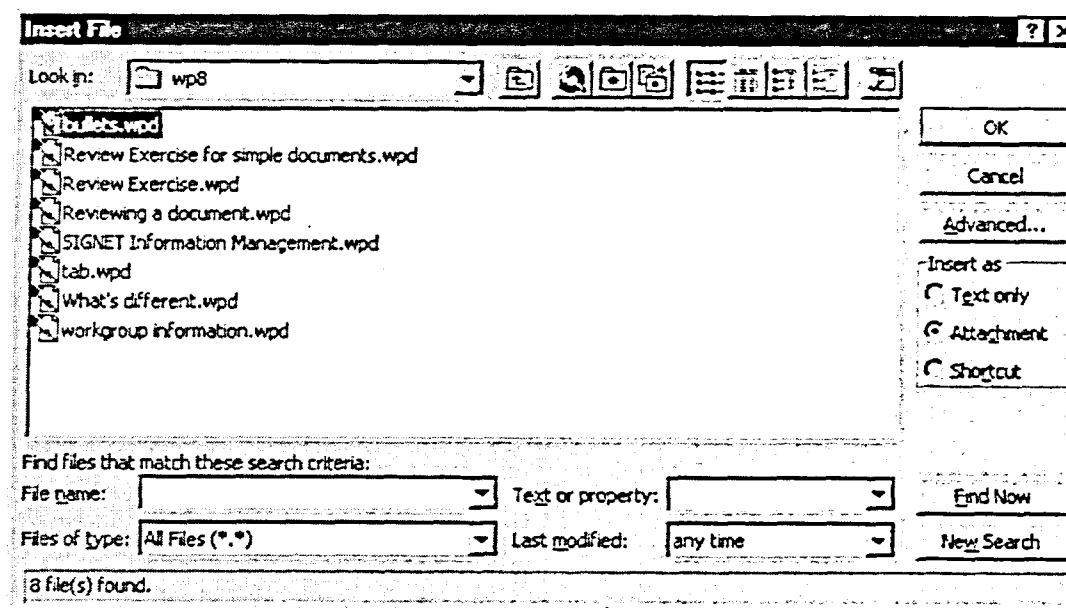 Insert File
Look in: wp8
bullets.wpd
OK
Review Exercise for simple documents.wpd
Review Exercise.wpd
Cancel
Reviewing a document.wpd
Advanced...
SIGNET Information Management.wpd
Insert as
tab.wpd
Text only
What's different.wpd
Attachment
workgroup information.wpd
Shortcut
Find files that match these search criteria:
File name: Text or property: Find Now
Files of type: All Files (*.*) Last modified: any time New Search
8 file(s) found.